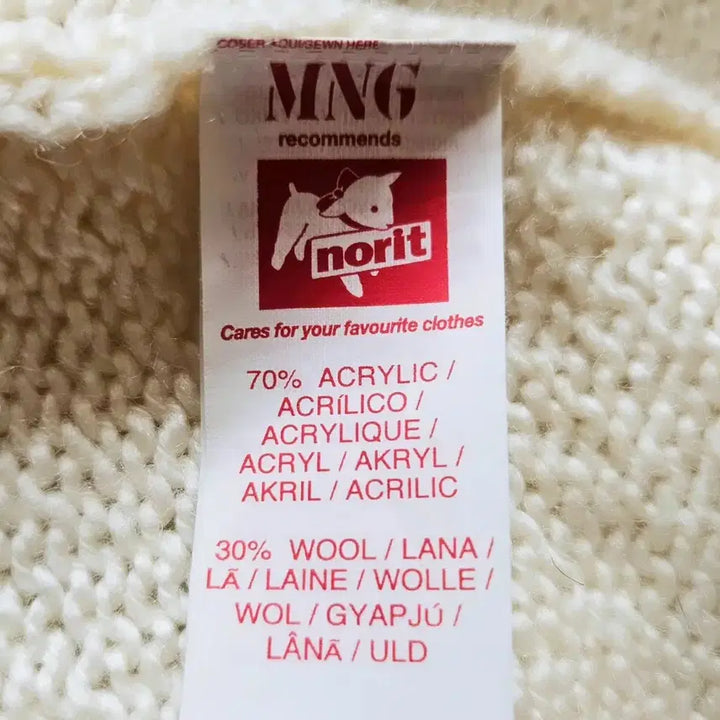 COSER AQUI/SEWN HERE
MNG
recommends
norit
Cares for your favourite clothes
70% ACRYLIC /
ACRÍLICO /
ACRYLIQUE /
ACRYL / AKRYL /
AKRIL / ACRILIC
30% WOOL / LANA /
LÃ / LAINE / WOLLE /
WOL / GYAPJÚ /
LÂNÃ / ULD